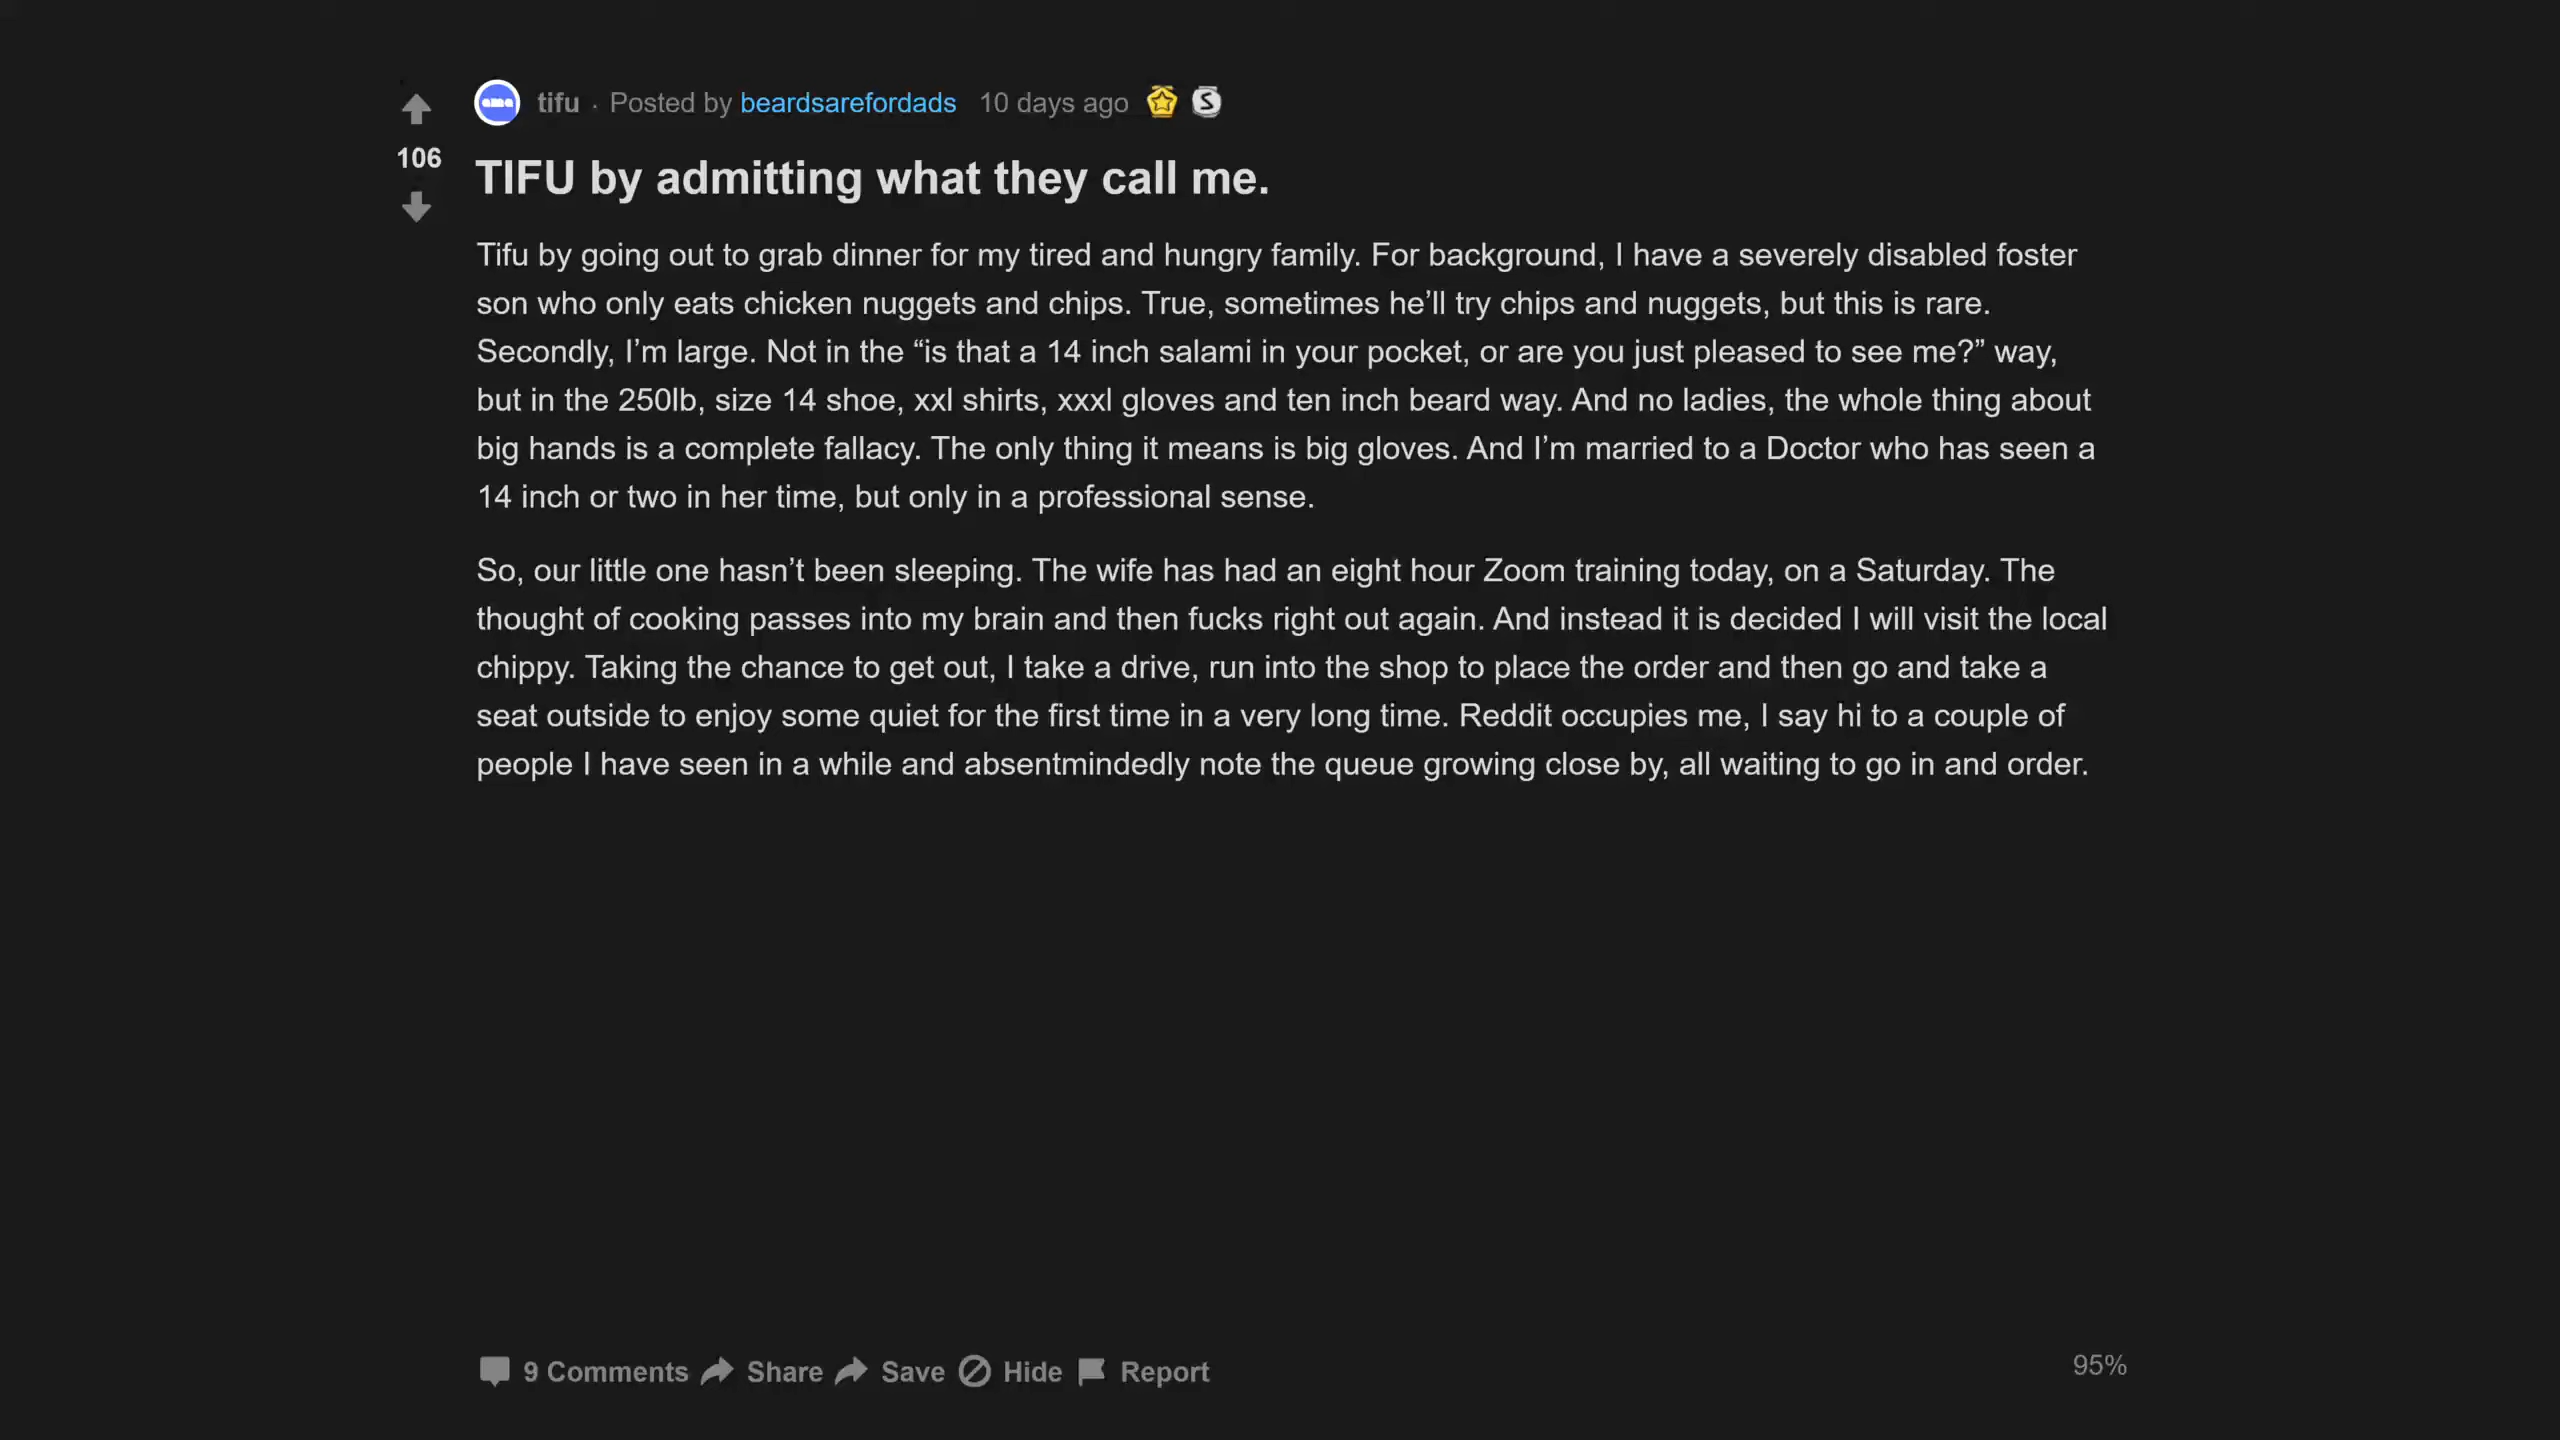 tifu · Posted by beardsarefordads 10 days ago
106
TIFU by admitting what they call me.
Tifu by going out to grab dinner for my tired and hungry family. For background, I have a severely disabled foster
son who only eats chicken nuggets and chips. True, sometimes he’ll try chips and nuggets, but this is rare.
Secondly, I’m large. Not in the “is that a 14 inch salami in your pocket, or are you just pleased to see me?” way,
but in the 250lb, size 14 shoe, xxl shirts, xxxl gloves and ten inch beard way. And no ladies, the whole thing about
big hands is a complete fallacy. The only thing it means is big gloves. And I’m married to a Doctor who has seen a
14 inch or two in her time, but only in a professional sense.
So, our little one hasn’t been sleeping. The wife has had an eight hour Zoom training today, on a Saturday. The
thought of cooking passes into my brain and then fucks right out again. And instead it is decided I will visit the local
chippy. Taking the chance to get out, I take a drive, run into the shop to place the order and then go and take a
seat outside to enjoy some quiet for the first time in a very long time. Reddit occupies me, I say hi to a couple of
people I have seen in a while and absentmindedly note the queue growing close by, all waiting to go in and order.
9 Comments Share Save Hide Report
95%